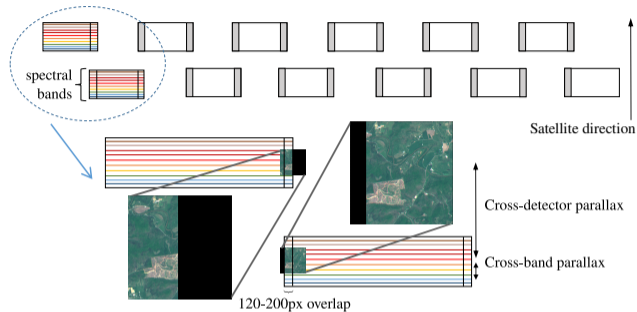 spectral
bands
Satellite direction
Cross-detector parallax
Cross-band parallax
120-200px overlap